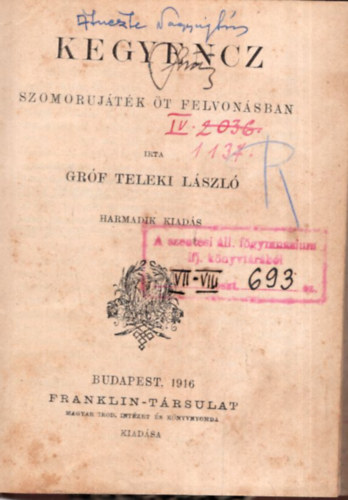 KEGYENCZ
SZOMORUJÁTÉK ÖT FELVONÁSBAN
IV. 2036.
1137.
IRTA
R
GRÓF TELEKI LÁSZLÓ
HARMADIK KIADÁS
A szentesi áll. főgymnasium
ifj. könyvtárából
VII-VIII 693 sz.
BUDAPEST, 1916
FRANKLIN-TÁRSULAT
MAGYAR IROD. INTÉZET ÉS KÖNYVNYOMDA
KIADÁSA